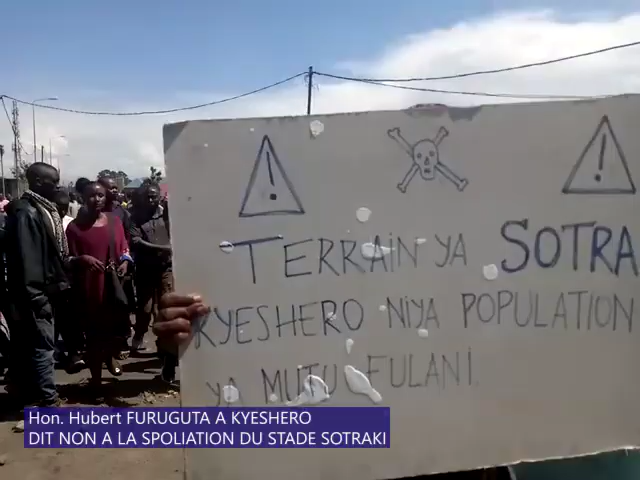 TERRAIN YA SOTRA
KYESHERO NIYA POPULATION
YA MUTU FULANI.
Hon. Hubert FURUGUTA A KYESHERO
DIT NON A LA SPOLIATION DU STADE SOTRAKI